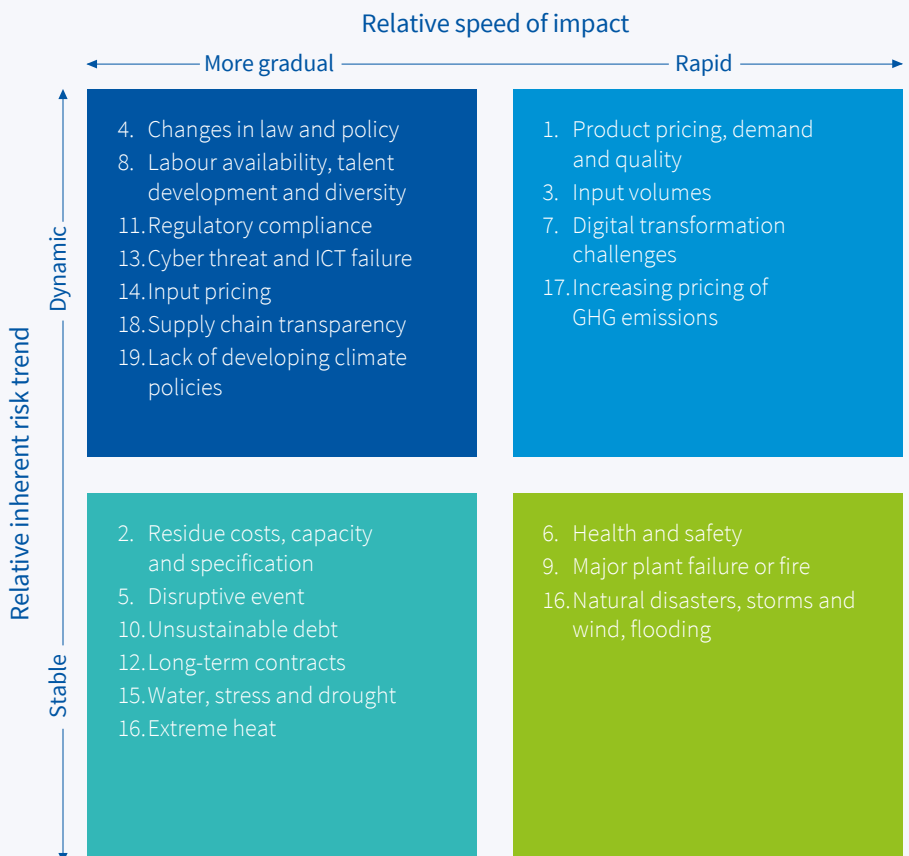 Relative speed of impact
More gradual
Rapid
Relative inherent risk trend
Dynamic
Stable
4. Changes in law and policy
8. Labour availability, talent
development and diversity
11. Regulatory compliance
13. Cyber threat and ICT failure
14. Input pricing
18. Supply chain transparency
19. Lack of developing climate
policies
1. Product pricing, demand
and quality
3. Input volumes
7. Digital transformation
challenges
17. Increasing pricing of
GHG emissions
2. Residue costs, capacity
and specification
5. Disruptive event
10. Unsustainable debt
12. Long-term contracts
15. Water, stress and drought
16. Extreme heat
6. Health and safety
9. Major plant failure or fire
16. Natural disasters, storms and
wind, flooding